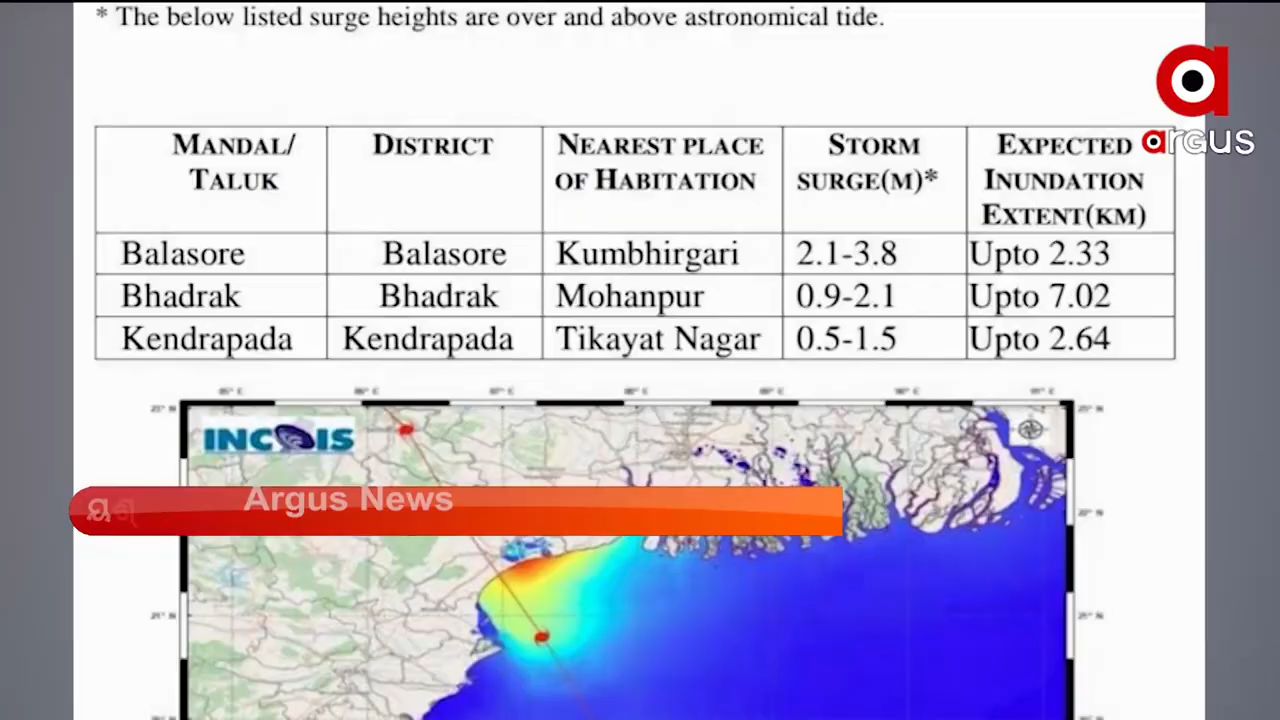 * The below listed surge heights are over and above astronomical tide.
argus
MANDAL/ TALUK DISTRICT NEAREST PLACE OF HABITATION STORM SURGE(M)* EXPECTED INUNDATION EXTENT(KM)
Balasore Balasore Kumbhirgari 2.1-3.8 Upto 2.33
Bhadrak Bhadrak Mohanpur 0.9-2.1 Upto 7.02
Kendrapada Kendrapada Tikayat Nagar 0.5-1.5 Upto 2.64
INCOIS
Argus News